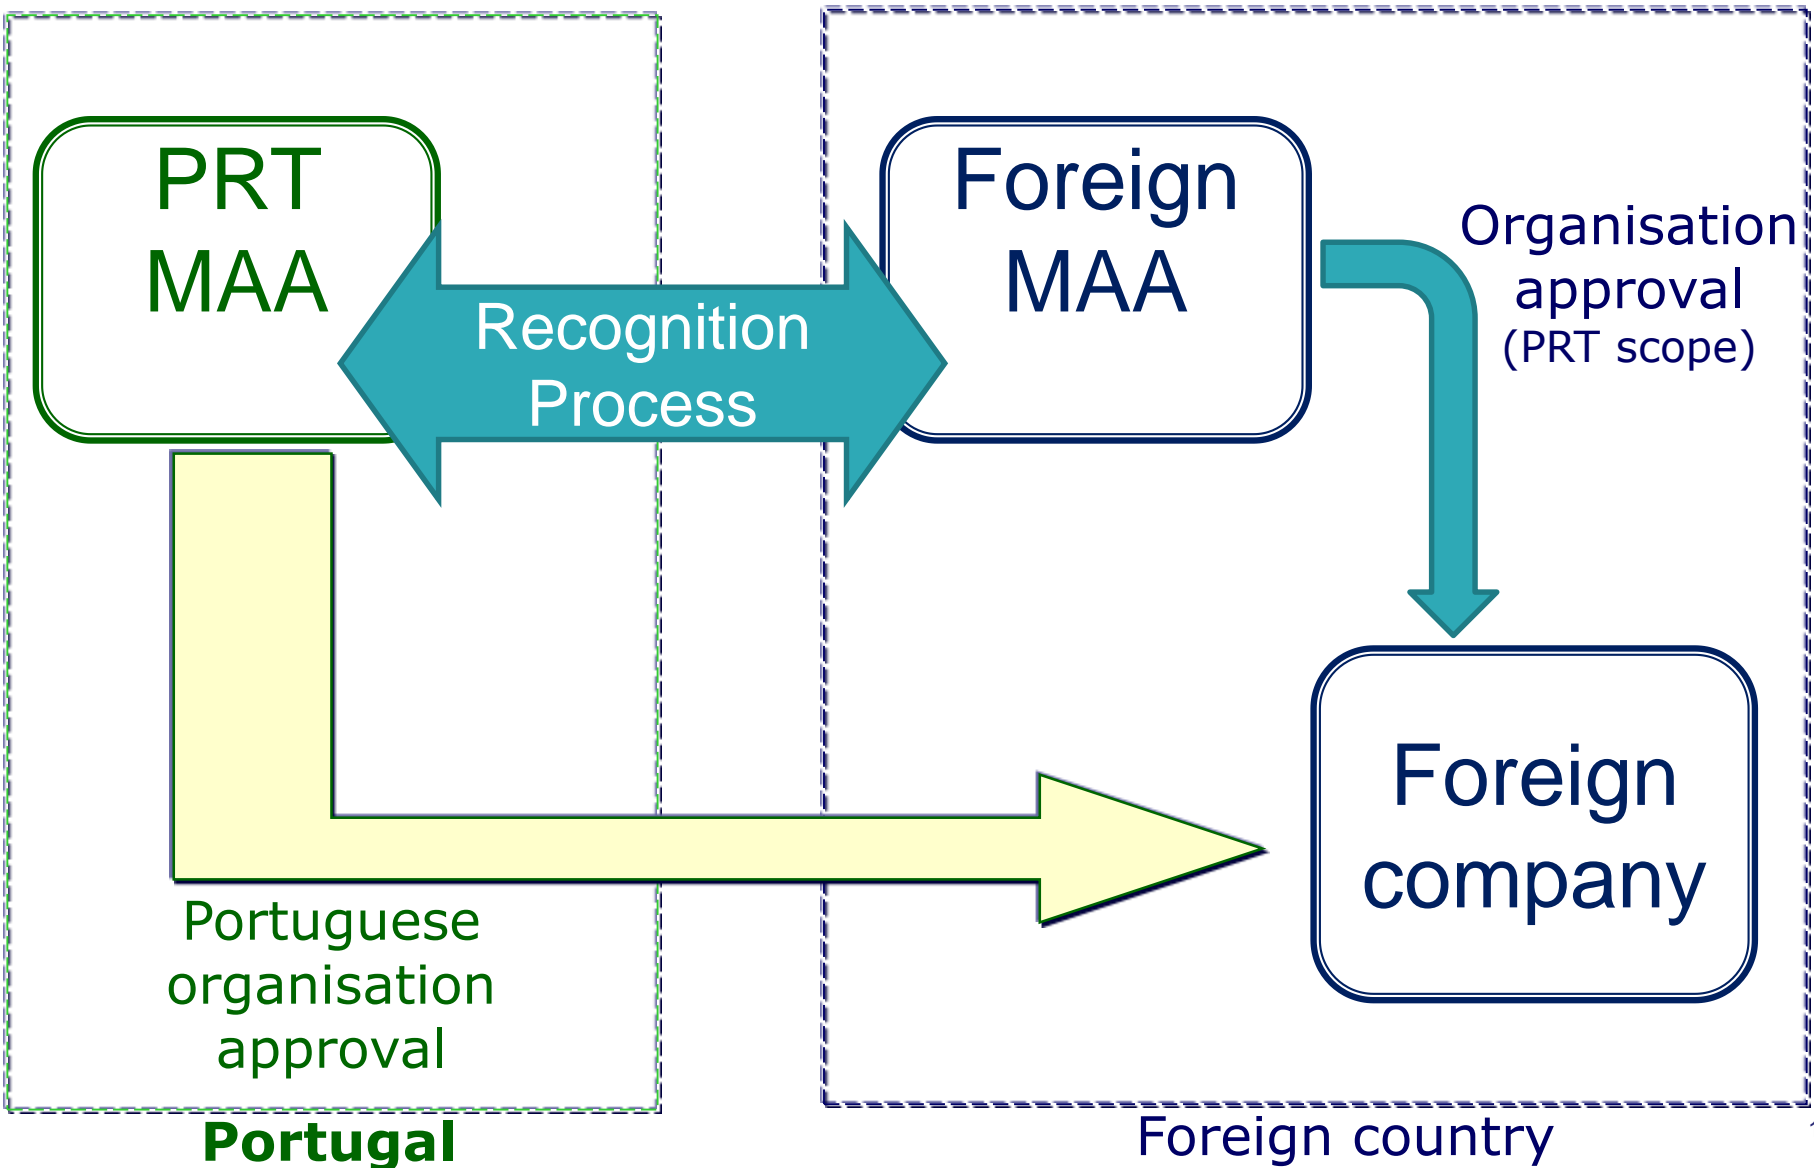 PRT
MAA
Foreign
MAA
Recognition
Process
Organisation
approval
(PRT scope)
Foreign
company
Portuguese
organisation
approval
Portugal
Foreign country